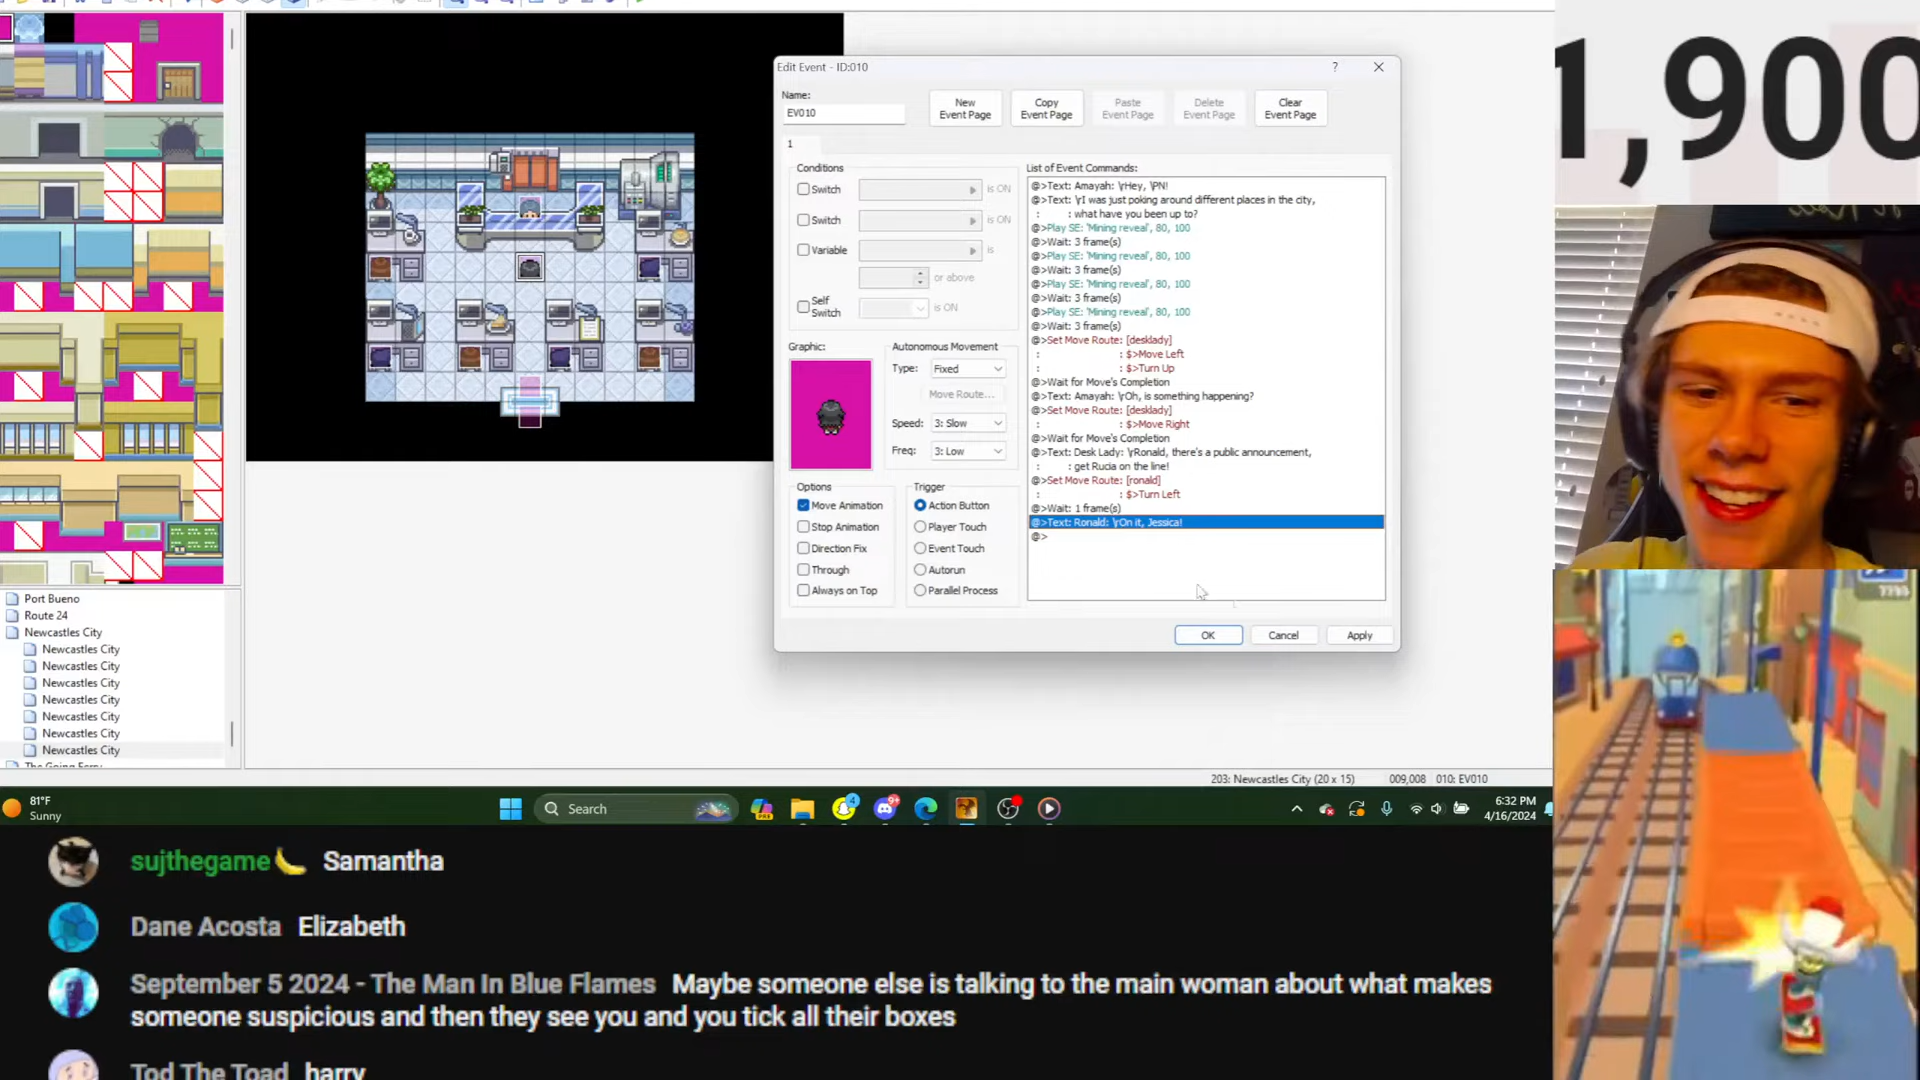 Edit Event - ID:010
?
Name:
EV010
New
Event Page
Copy
Event Page
Paste
Event Page
Delete
Event Page
Clear
Event Page
1
Conditions
Switch
is ON
Switch
is ON
Variable
is
or above
Self
Switch
is ON
Graphic:
Autonomous Movement
Type:
Fixed
Move Route...
Speed:
3: Slow
Freq:
3: Low
Options
Move Animation
Stop Animation
Direction Fix
Through
Always on Top
Trigger
Action Button
Player Touch
Event Touch
Autorun
Parallel Process
List of Event Commands:
@>Text: Amayah: \rHey, \PN!
@>Text: \rI was just poking around different places in the city,
: : what have you been up to?
@>Play SE: 'Mining reveal', 80, 100
@>Wait: 3 frame(s)
@>Play SE: 'Mining reveal', 80, 100
@>Wait: 3 frame(s)
@>Play SE: 'Mining reveal', 80, 100
@>Wait: 3 frame(s)
@>Play SE: 'Mining reveal', 80, 100
@>Wait: 3 frame(s)
@>Set Move Route: [desklady]
: : $>Move Left
: : $>Turn Up
@>Wait for Move's Completion
@>Text: Amayah: \rOh, is something happening?
@>Set Move Route: [desklady]
: : $>Move Right
@>Wait for Move's Completion
@>Text: Desk Lady: \rRonald, there's a public announcement,
: : get Rucia on the line!
@>Set Move Route: [ronald]
: : $>Turn Left
@>Wait: 1 frame(s)
@>Text: Ronald: \rOn it, Jessica!
@>
OK
Cancel
Apply
Port Bueno
Route 24
Newcastles City
Newcastles City
Newcastles City
Newcastles City
Newcastles City
Newcastles City
Newcastles City
Newcastles City
The Going Ferry
203: Newcastles City (20 x 15)
009,008
010: EV010
81°F
Sunny
Search
PRE
4
9+
6:32 PM
4/16/2024
1,900
sujthegame Samantha
Dane Acosta Elizabeth
September 5 2024 - The Man In Blue Flames Maybe someone else is talking to the main woman about what makes
someone suspicious and then they see you and you tick all their boxes
Tod The Toad harry